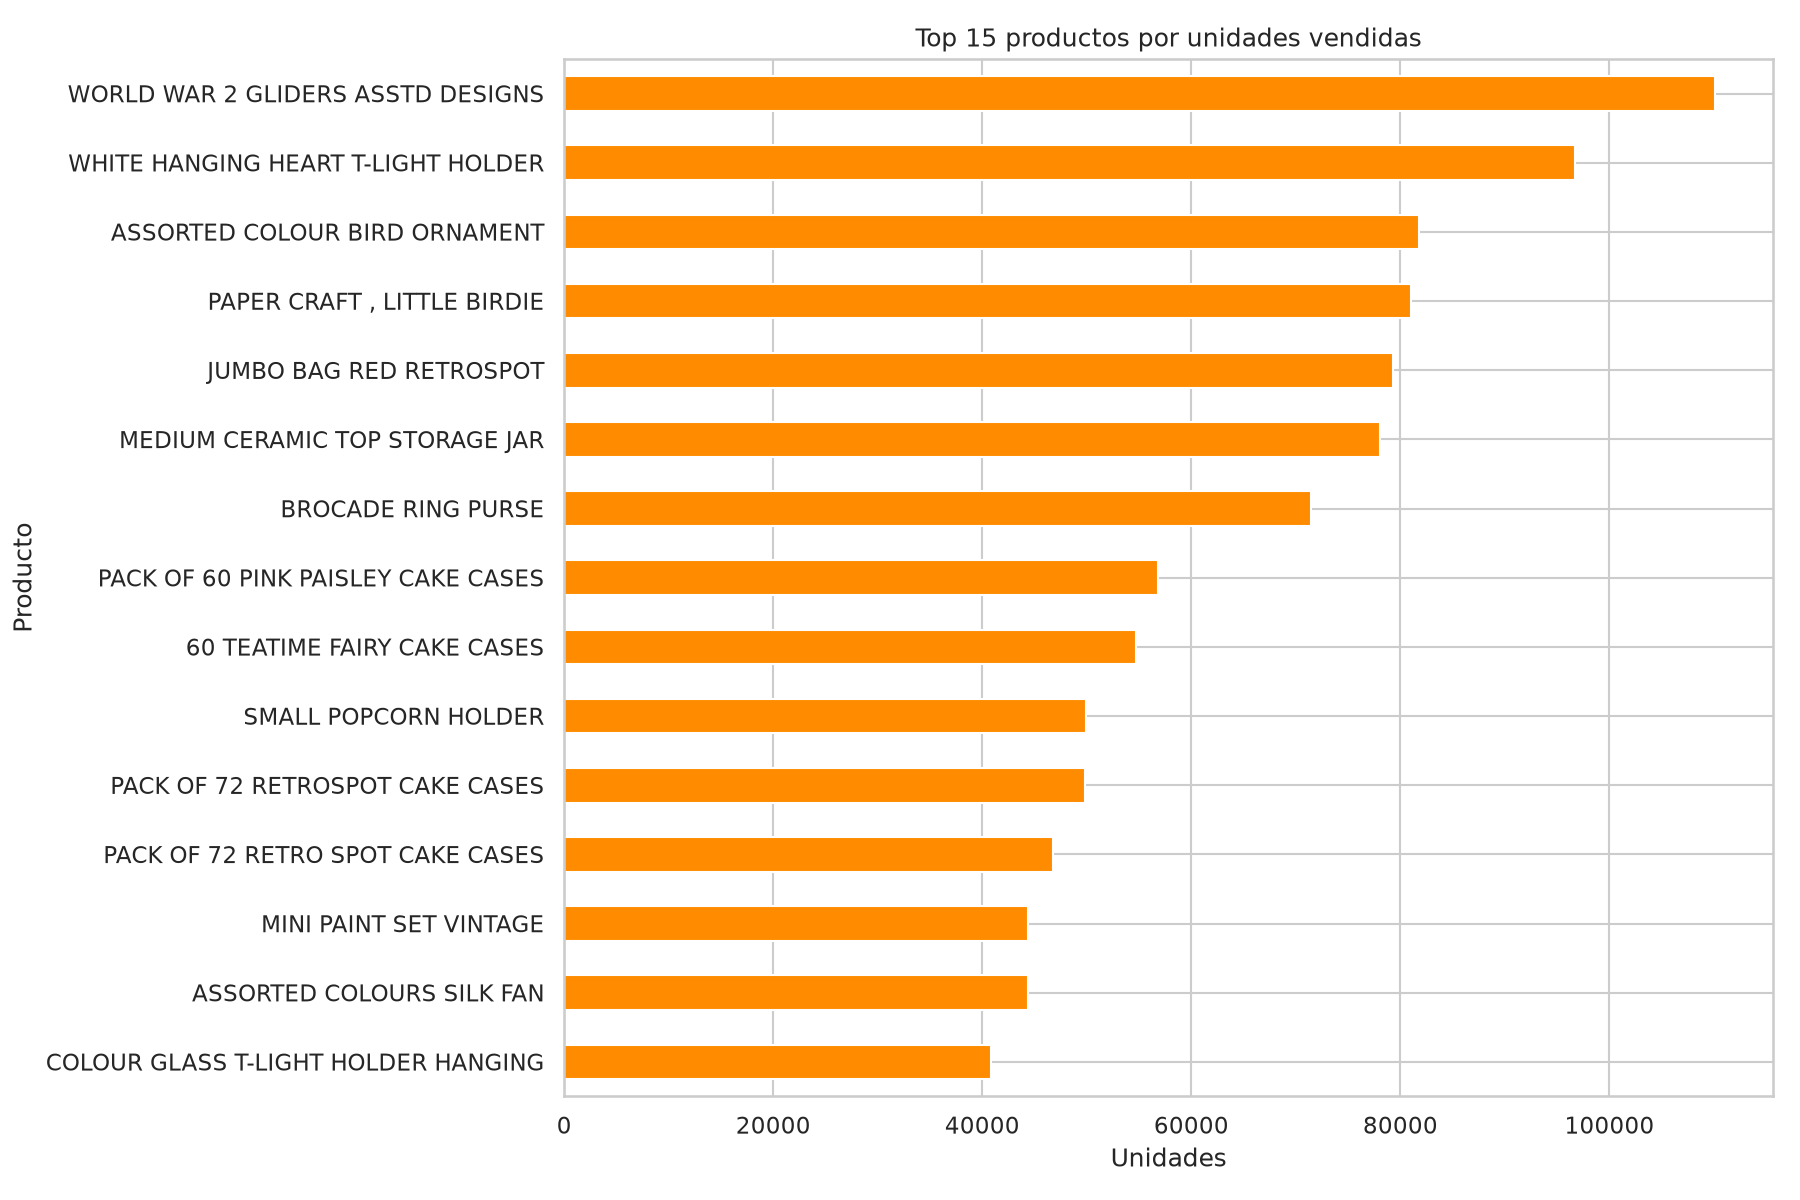 Top 15 productos por unidades vendidas
WORLD WAR 2 GLIDERS ASSTD DESIGNS
WHITE HANGING HEART T-LIGHT HOLDER
ASSORTED COLOUR BIRD ORNAMENT
PAPER CRAFT , LITTLE BIRDIE
JUMBO BAG RED RETROSPOT
MEDIUM CERAMIC TOP STORAGE JAR
BROCADE RING PURSE
PACK OF 60 PINK PAISLEY CAKE CASES
60 TEATIME FAIRY CAKE CASES
SMALL POPCORN HOLDER
PACK OF 72 RETROSPOT CAKE CASES
PACK OF 72 RETRO SPOT CAKE CASES
MINI PAINT SET VINTAGE
ASSORTED COLOURS SILK FAN
COLOUR GLASS T-LIGHT HOLDER HANGING
Producto
0 20000 40000 60000 80000 100000
Unidades